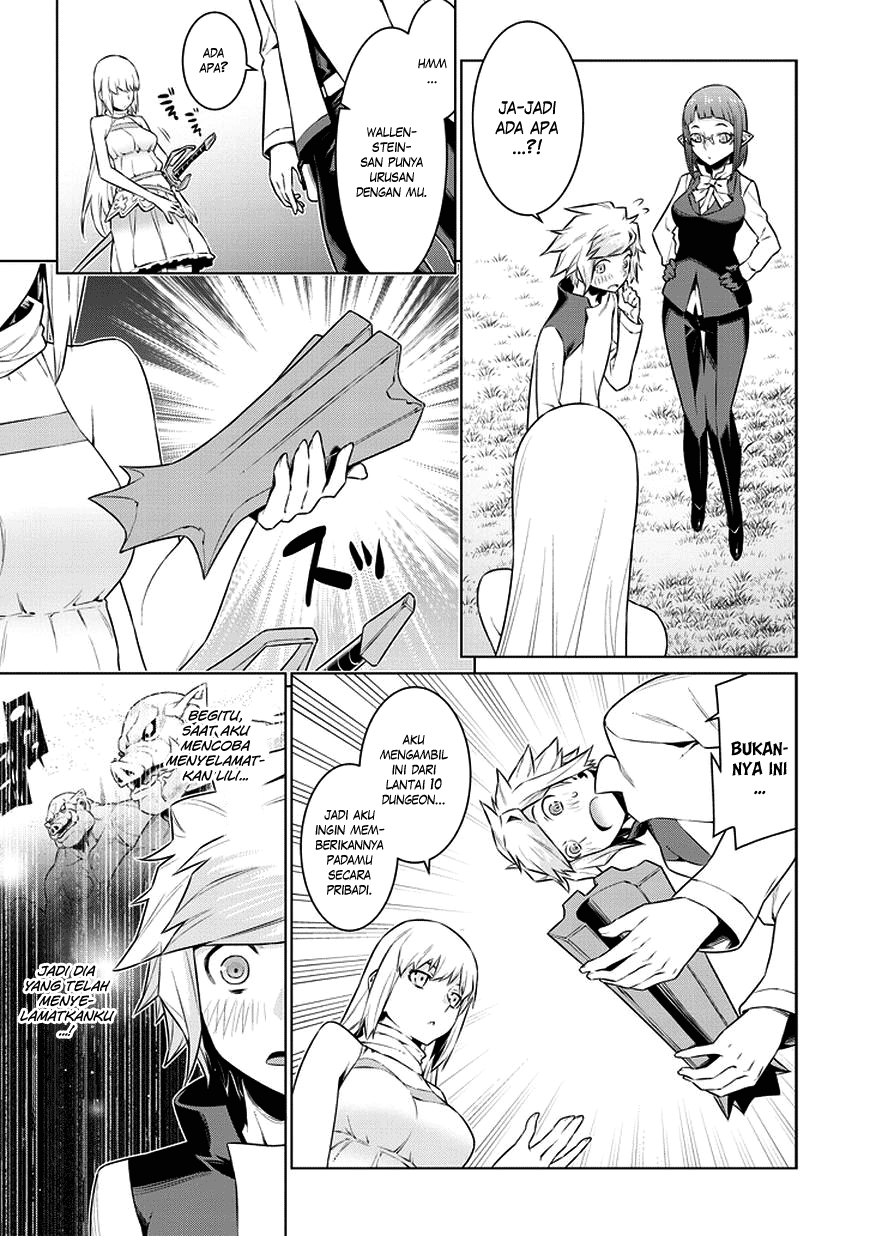 JA-JADI
ADA APA
...?!
HMM
...
WALLEN-
STEIN-
SAN PUNYA
URUSAN
DENGAN MU.
ADA
APA?
ズ
BUKAN-
NYA INI
...
AKU
MENGAMBIL
INI DARI
LANTAI 10
DUNGEON...
JADI AKU
INGIN MEM-
BERIKANNYA
PADAMU
SECARA
PRIBADI.
BEGITU,
SAAT AKU
MENCOBA
MENYELAMAT-
KAN LILI...
JADI DIA
YANG TELAH
MENYE-
LAMATKANKU
...!